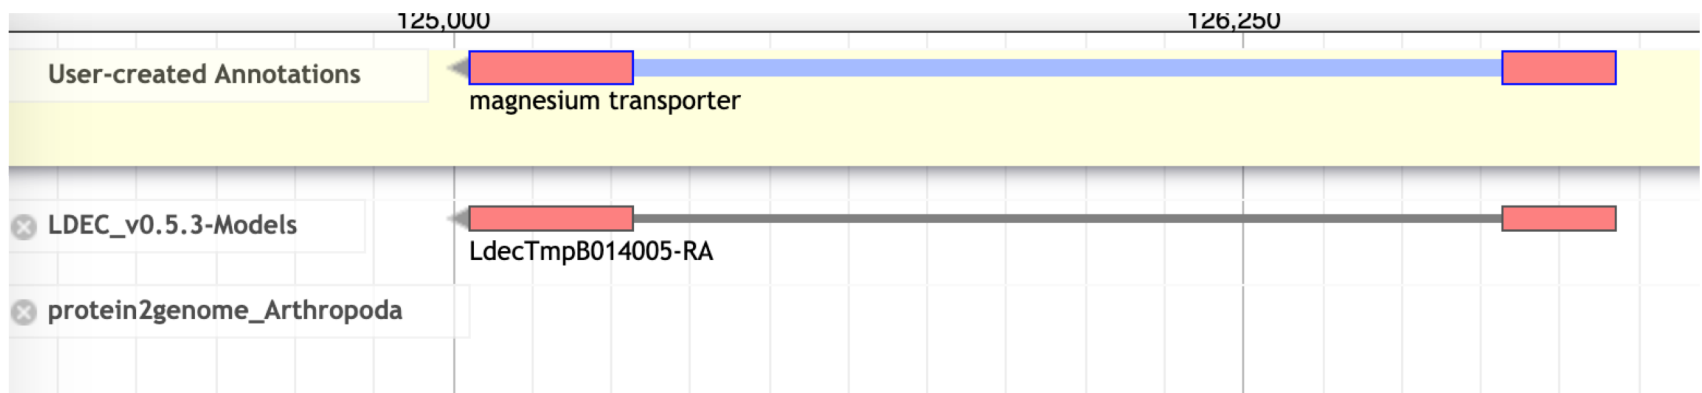 125,000 126,250
User-created Annotations
magnesium transporter
LDEC_v0.5.3-Models
LdecTmpB014005-RA
protein2genome_Arthropoda